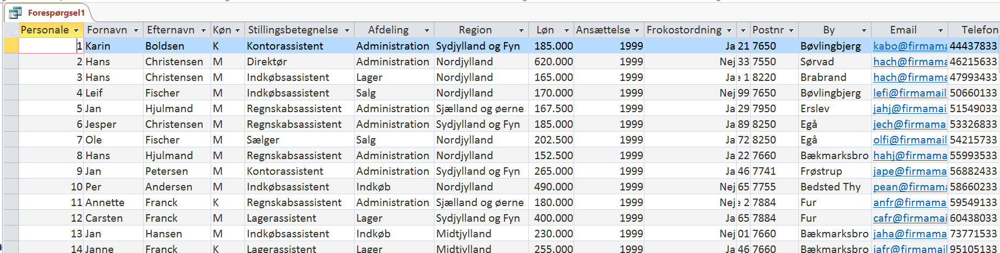 Forespørgsel1
Personale Fornavn Efternavn Køn Stillingsbetegnelse Afdeling Region Løn Ansættelse Frokostordning Postnr By Email Telefon
1 Karin Boldsen K Kontorassistent Administration Sydjylland og Fyn 185.000 1999 Ja 21 7650 Bøvlingbjerg kabo@firmama 44437833
2 Hans Christensen M Direktør Administration Nordjylland 620.000 1999 Nej 33 7550 Sørvad hach@firmama 46215633
3 Hans Christensen M Indkøbsassistent Lager Nordjylland 165.000 1999 Ja e 1 8220 Brabrand hach@firmama 47993433
4 Leif Fischer M Indkøbsassistent Salg Nordjylland 170.000 1999 Nej 99 7650 Bøvlingbjerg lefi@firmamail 50660133
5 Jan Hjulmand M Regnskabsassistent Administration Sjælland og øerne 167.500 1999 Ja 29 7950 Erslev jahj@firmamai 51549033
6 Jesper Christensen M Regnskabsassistent Administration Sydjylland og Fyn 185.000 1999 Ja 89 8250 Egå jech@firmama 53326833
7 Ole Fischer M Sælger Salg Nordjylland 202.500 1999 Ja 72 8250 Egå olfi@firmamail 54215733
8 Hans Hjulmand M Regnskabsassistent Administration Nordjylland 152.500 1999 Ja 22 7660 Bækmarksbro hahj@firmama 55993533
9 Jan Petersen M Kontorassistent Administration Sydjylland og Fyn 265.000 1999 Ja 46 7741 Frøstrup jape@firmama 56882433
10 Per Andersen M Indkøbsassistent Indkøb Nordjylland 490.000 1999 Nej 65 7755 Bedsted Thy pean@firmama 58660233
11 Annette Franck K Regnskabsassistent Administration Sjælland og øerne 180.000 1999 Nej e 2 7884 Fur anfr@firmama 59549133
12 Carsten Franck M Lagerassistent Lager Sydjylland og Fyn 400.000 1999 Ja 65 7884 Fur cafr@firmamai 60438033
13 Jan Hansen M Indkøbsassistent Indkøb Midtjylland 230.000 1999 Nej 01 7660 Bækmarksbro jaha@firmama 73771533
14 Janne Franck K Lagerassistent Lager Midtjylland 255.000 1999 Ja 46 7660 Bækmarksbro jafr@firmamai 95105133